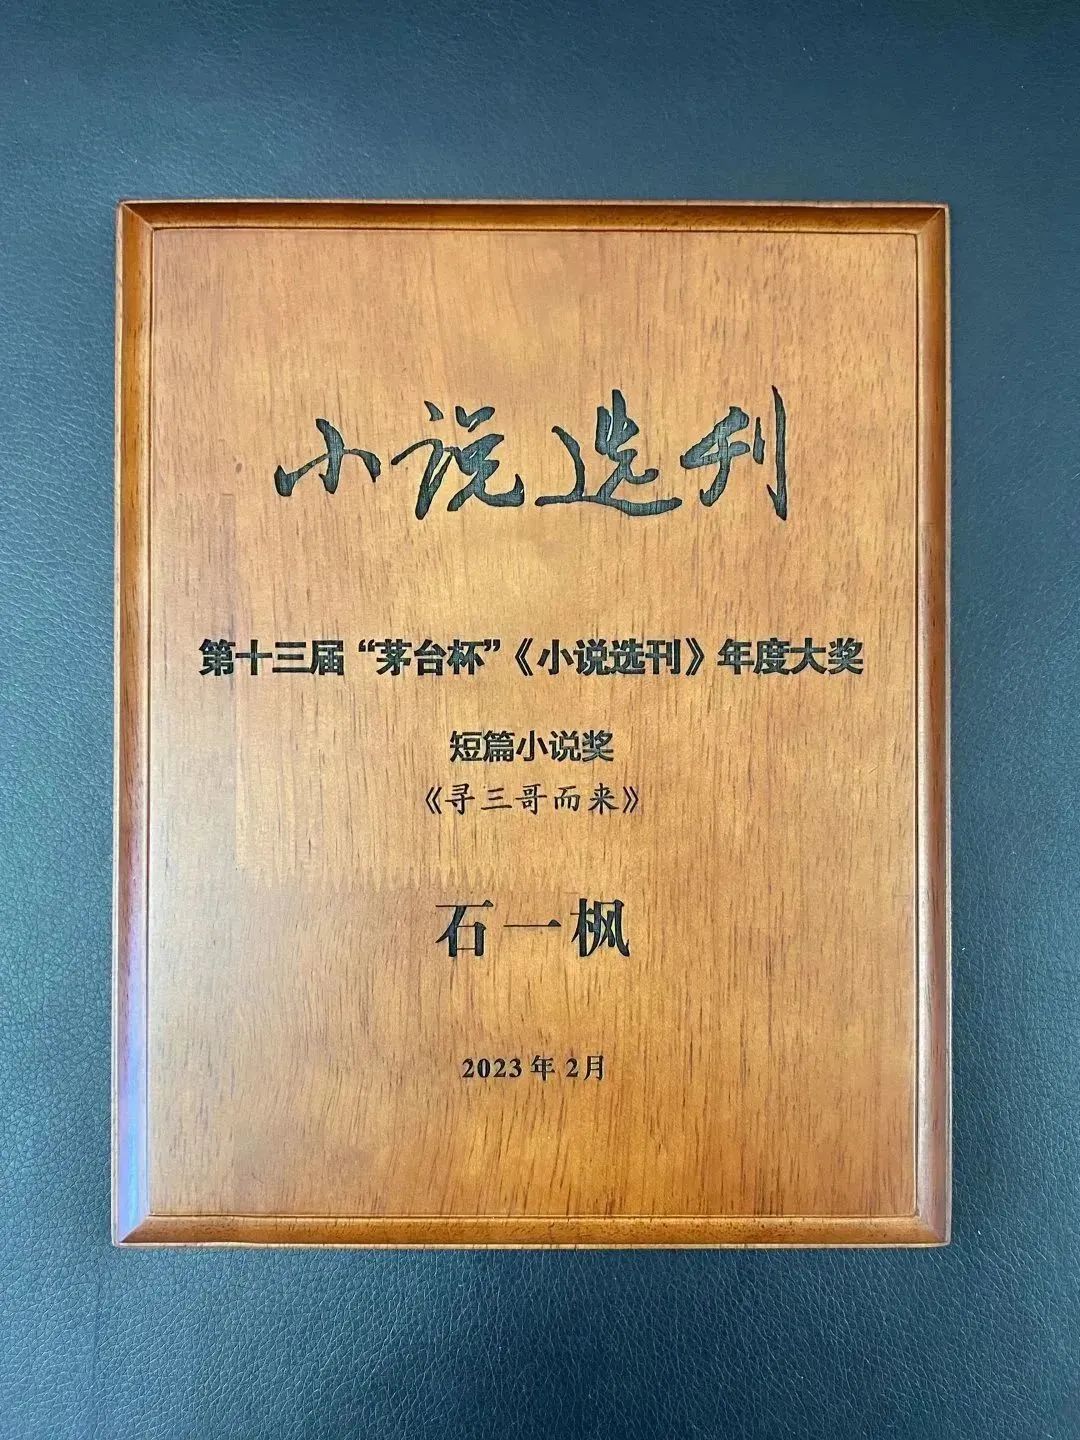 小说选刊
第十三届“茅台杯”《小说选刊》年度大奖
短篇小说奖
《寻三哥而来》
石一枫
2023年2月